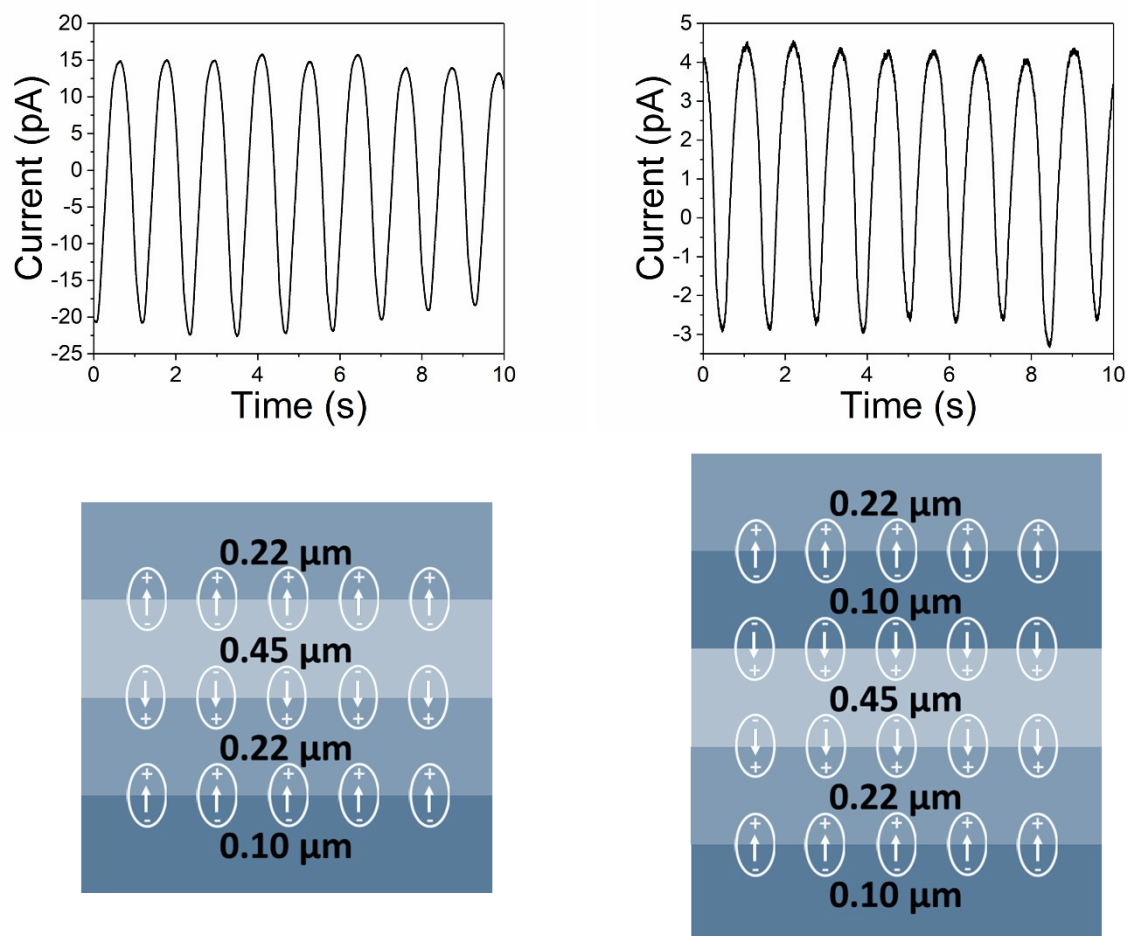 20
15
10
5
0
-5
-10
-15
-20
-25
Current (pA)
0 2 4 6 8 10
Time (s)
5
4
3
2
1
0
-1
-2
-3
Current (pA)
0 2 4 6 8 10
Time (s)
0.22 µm
+ + + + +
- - - - -
0.45 µm
- - - - -
+ + + + +
0.22 µm
+ + + + +
- - - - -
0.10 µm
0.22 µm
+ + + + +
- - - - -
0.10 µm
- - - - -
+ + + + +
0.45 µm
- - - - -
+ + + + +
0.22 µm
+ + + + +
- - - - -
0.10 µm